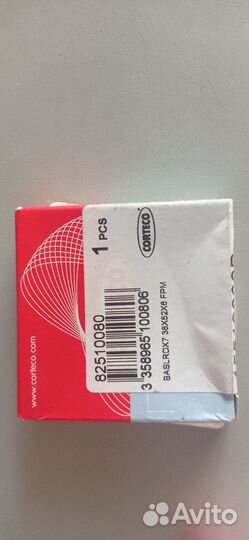 www.corteco.com
82510080
1 PCS
3 358965 100806
CORTECO
BASLRDX7 38X52X6 FPM
Avito